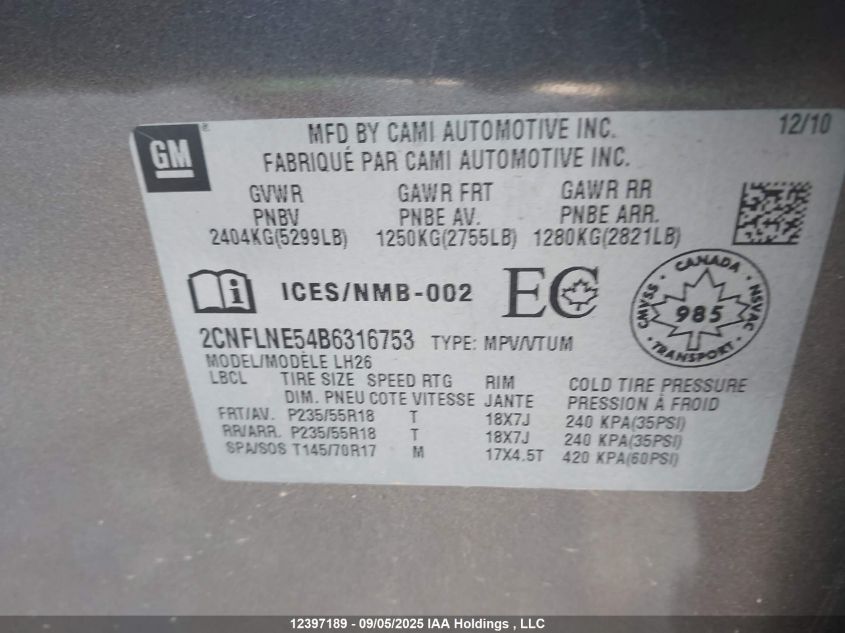 GM
MFD BY CAMI AUTOMOTIVE INC.
12/10
FABRIQUÉ PAR CAMI AUTOMOTIVE INC.
GVWR GAWR FRT GAWR RR
PNBV PNBE AV. PNBE ARR.
2404KG(5299LB) 1250KG(2755LB) 1280KG(2821LB)
ICES/NMB-002 EC
CANADA
CMVSS 985 NSVAC
TRANSPORT
2CNFLNE54B6316753 TYPE: MPV/VTUM
MODEL/MODÈLE LH26
LBCL TIRE SIZE SPEED RTG RIM COLD TIRE PRESSURE
DIM. PNEU COTE VITESSE JANTE PRESSION À FROID
FRT/AV. P235/55R18 T 18X7J 240 KPA(35PSI)
RR/ARR. P235/55R18 T 18X7J 240 KPA(35PSI)
SPA/SOS T145/70R17 M 17X4.5T 420 KPA(60PSI)
12397189 - 09/05/2025 IAA Holdings , LLC